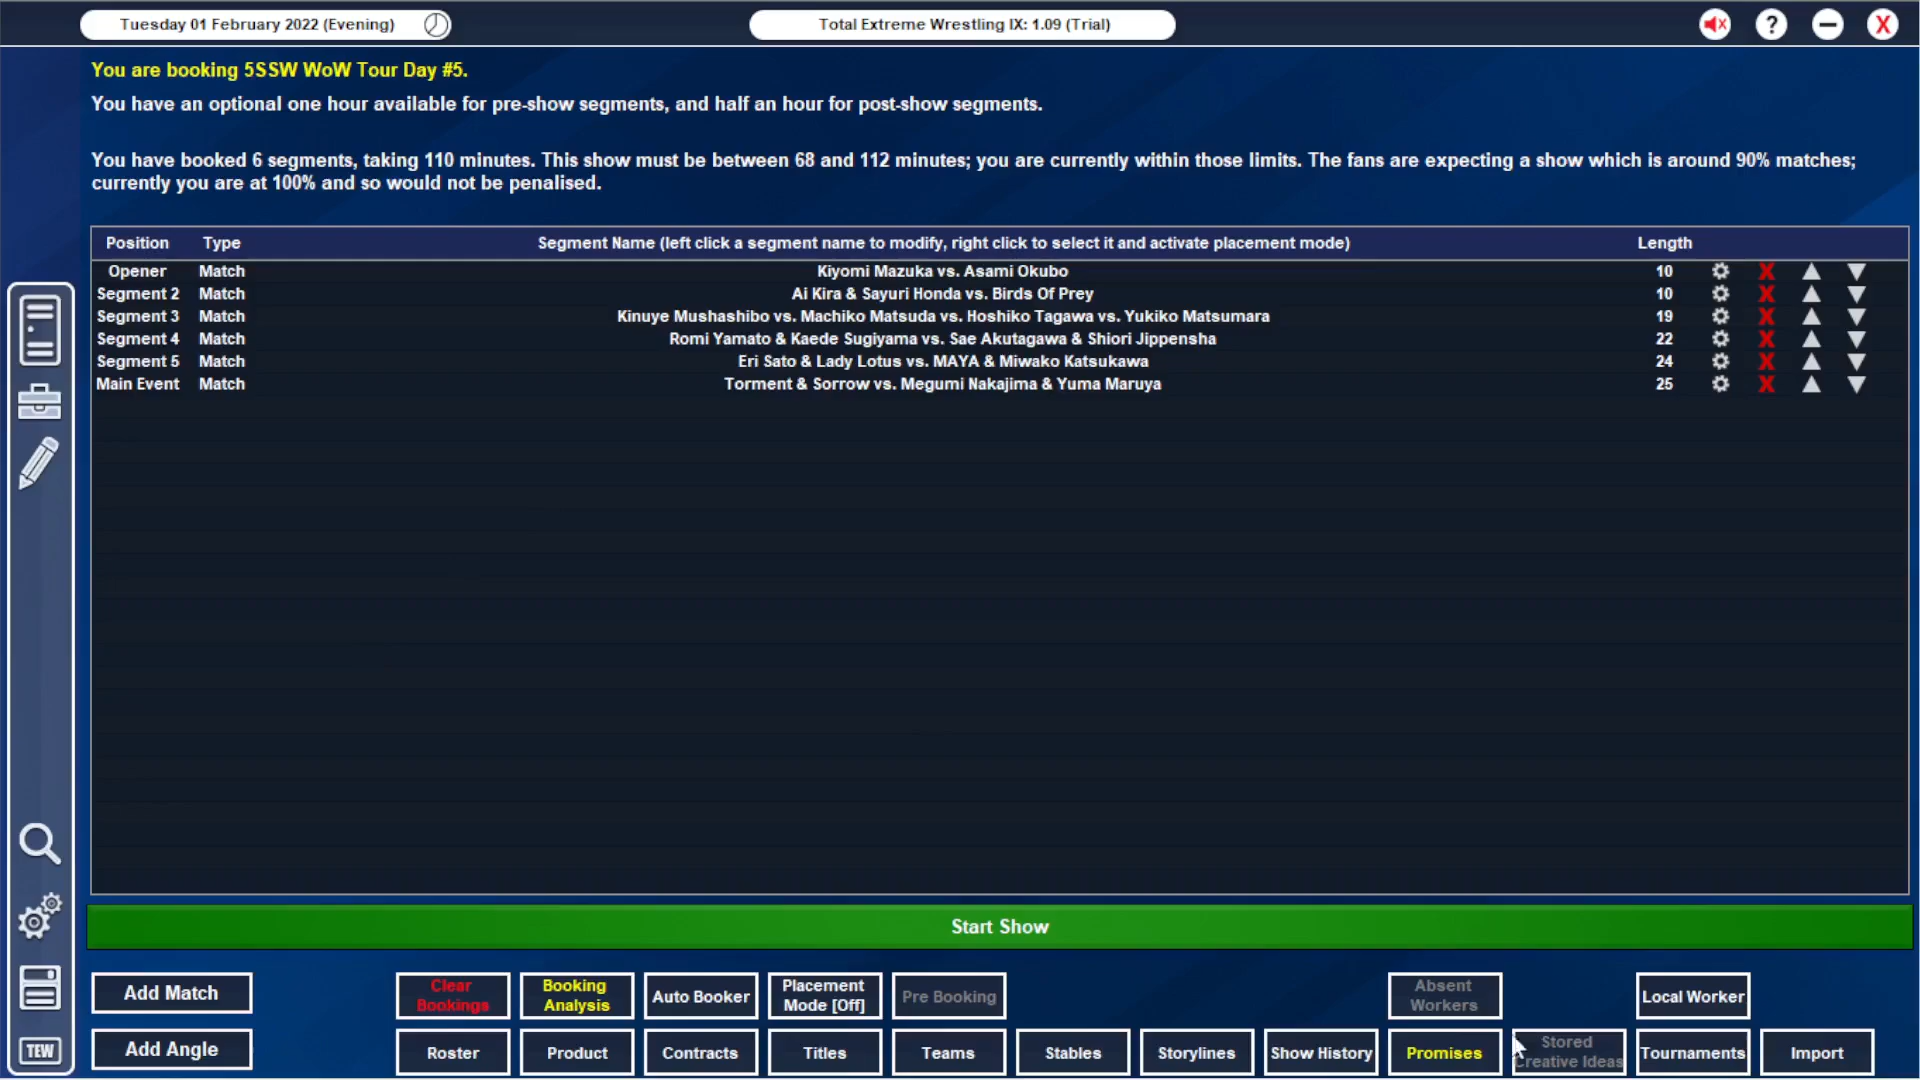 Tuesday 01 February 2022 (Evening)
Total Extreme Wrestling IX: 1.09 (Trial)
?
X
You are booking 5SSW WoW Tour Day #5.
You have an optional one hour available for pre-show segments, and half an hour for post-show segments.
You have booked 6 segments, taking 110 minutes. This show must be between 68 and 112 minutes; you are currently within those limits. The fans are expecting a show which is around 90% matches;
currently you are at 100% and so would not be penalised.
Position Type Segment Name (left click a segment name to modify, right click to select it and activate placement mode) Length
Opener Match Kiyomi Mazuka vs. Asami Okubo 10 X
Segment 2 Match Ai Kira & Sayuri Honda vs. Birds Of Prey 10 X
Segment 3 Match Kinuye Mushashibo vs. Machiko Matsuda vs. Hoshiko Tagawa vs. Yukiko Matsumara 19 X
Segment 4 Match Romi Yamato & Kaede Sugiyama vs. Sae Akutagawa & Shiori Jippensha 22 X
Segment 5 Match Eri Sato & Lady Lotus vs. MAYA & Miwako Katsukawa 24 X
Main Event Match Torment & Sorrow vs. Megumi Nakajima & Yuma Maruya 25 X
Start Show
Add Match
Clear
Bookings
Booking
Analysis
Auto Booker
Placement
Mode [Off]
Pre Booking
Absent
Workers
Local Worker
TEW
Add Angle
Roster
Product
Contracts
Titles
Teams
Stables
Storylines
Show History
Promises
Stored
Creative Ideas
Tournaments
Import